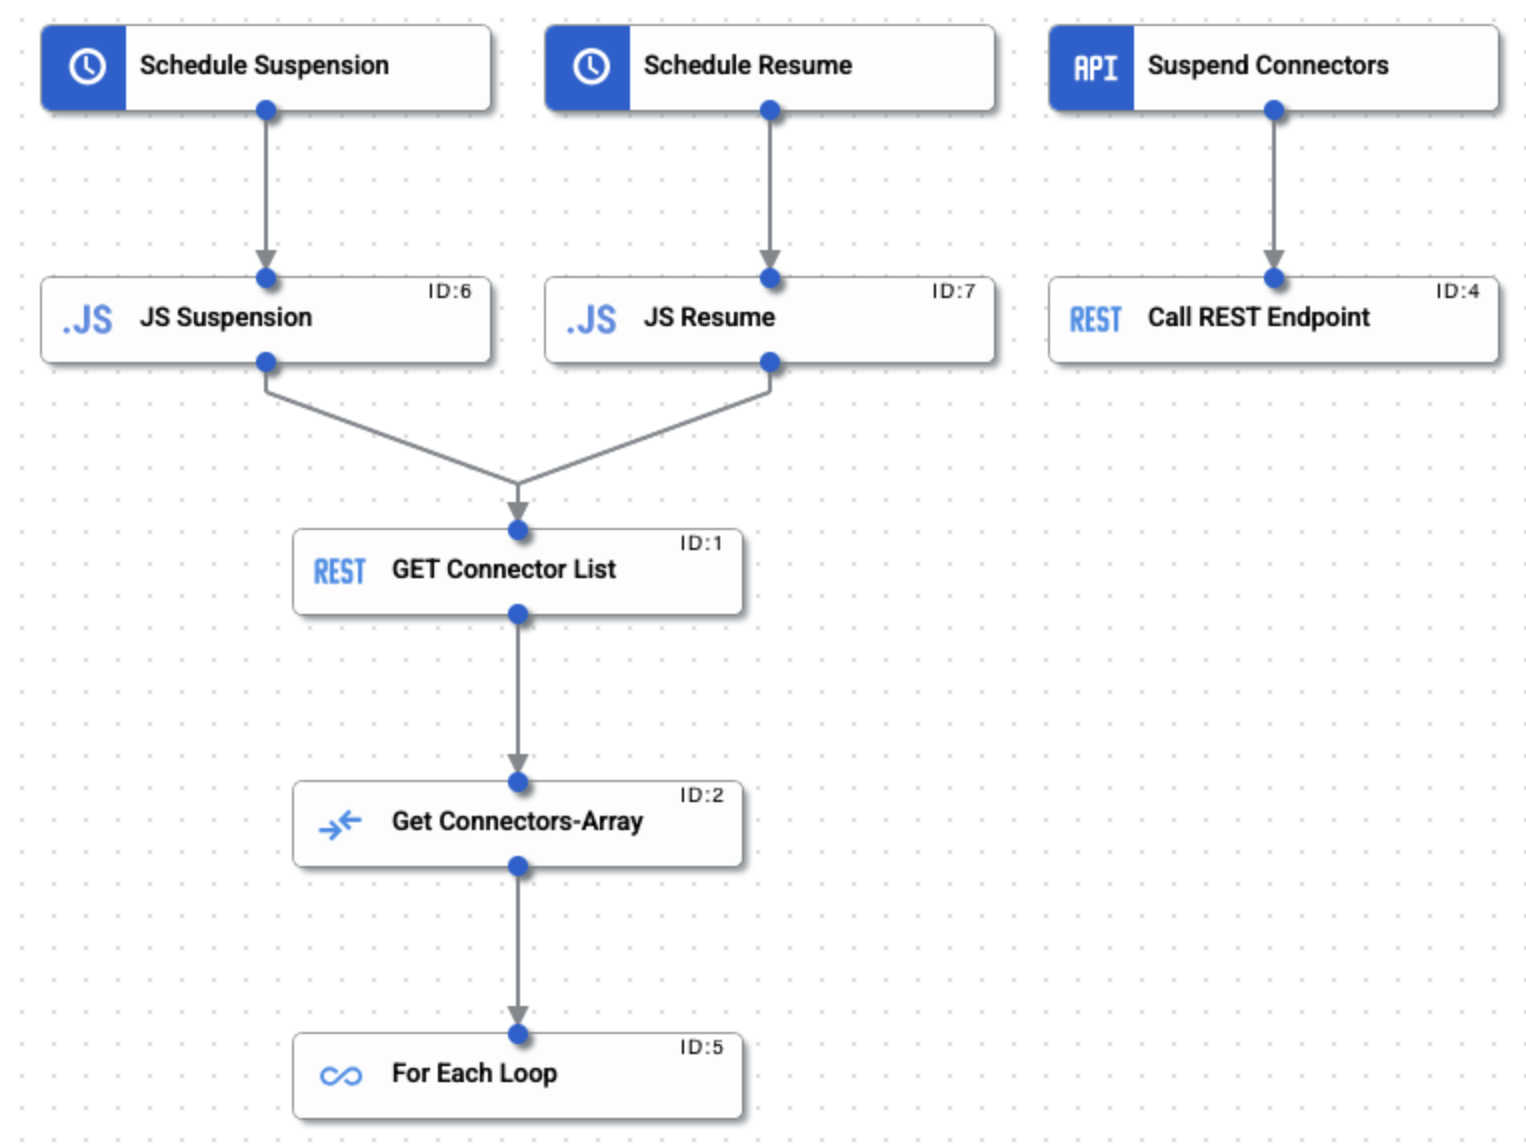 Schedule Suspension
Schedule Resume
API Suspend Connectors
ID:6
.JS JS Suspension
ID:7
.JS JS Resume
ID:4
REST Call REST Endpoint
ID:1
REST GET Connector List
ID:2
Get Connectors-Array
ID:5
For Each Loop